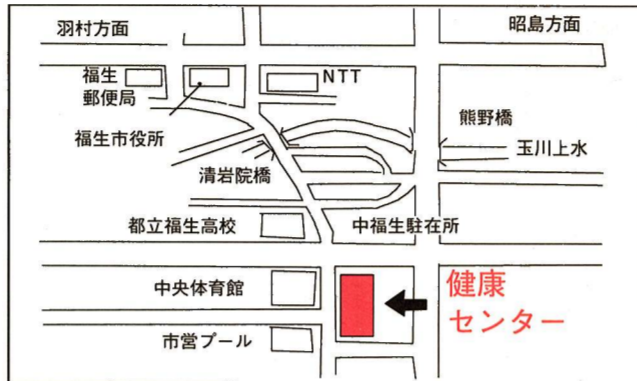 羽村方面
昭島方面
福生
郵便局
NTT
熊野橋
福生市役所
玉川上水
清岩院橋
都立福生高校
中福生駐在所
中央体育館
健康
センター
市営プール